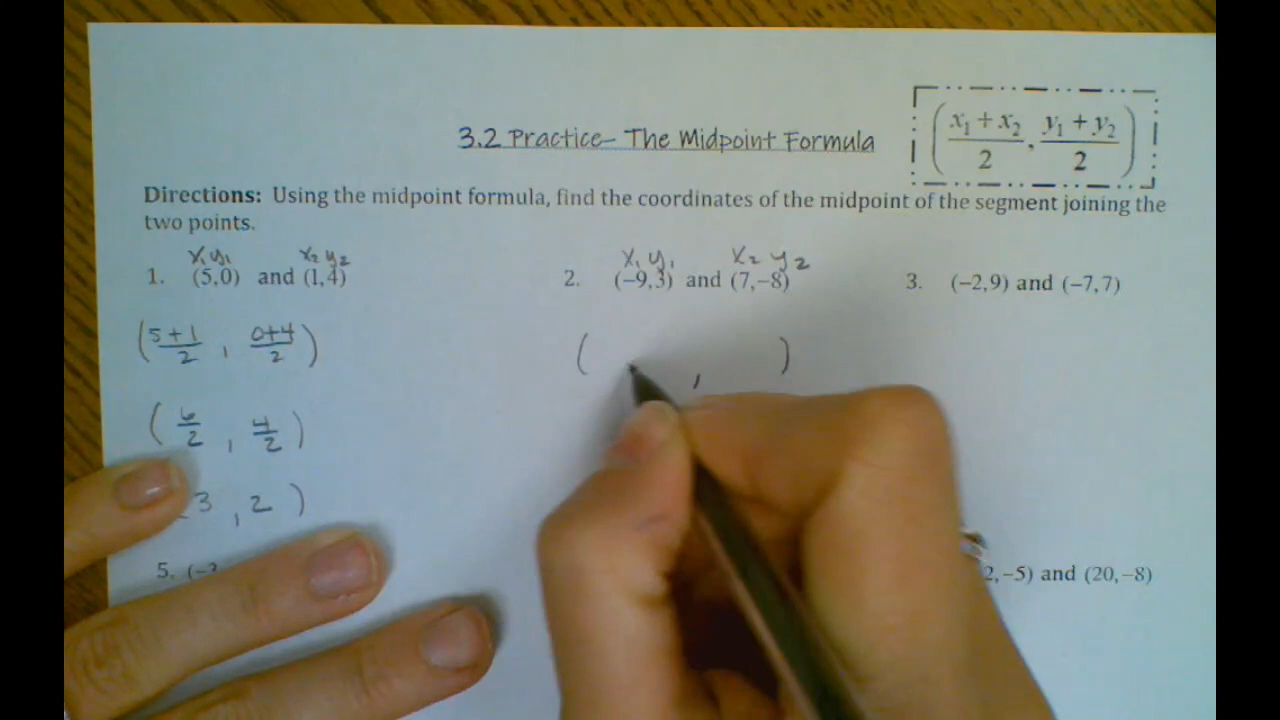 3.2 Practice– The Midpoint Formula
(x₁ + x₂ / 2, y₁ + y₂ / 2)
Directions: Using the midpoint formula, find the coordinates of the midpoint of the segment joining the
two points.
x₁ y₁ x₂ y₂
1. (5,0) and (1,4)
(5+1 / 2, 0+4 / 2)
(6/2, 4/2)
3, 2)
x₁ y₁ x₂ y₂
2. (−9,3) and (7,−8)
( , )
3. (−2,9) and (−7,7)
5. (−
2,−5) and (20,−8)